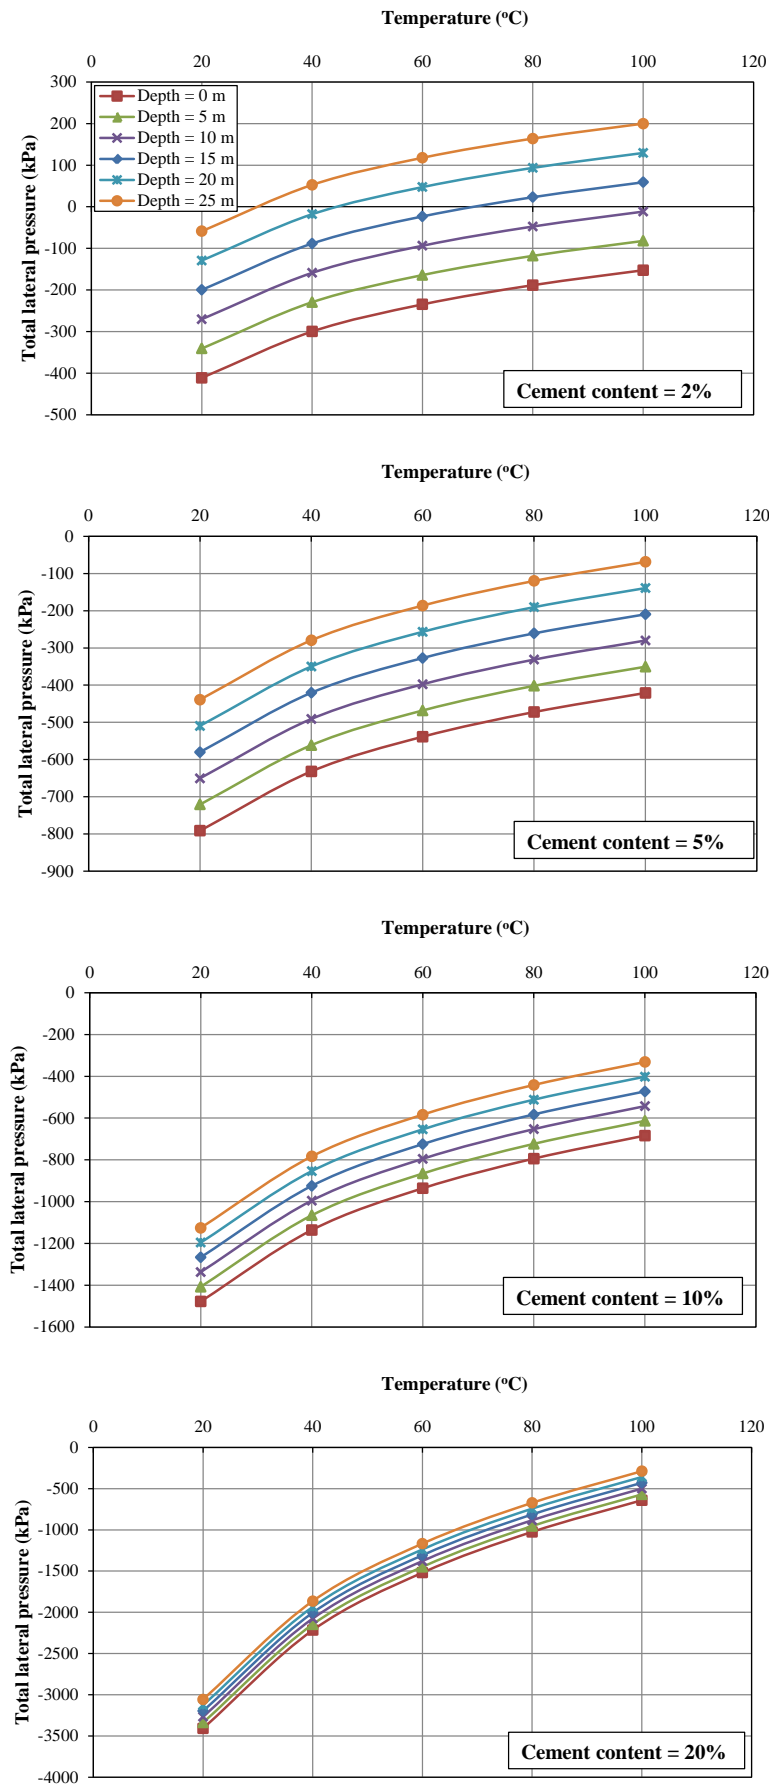 Temperature (oC)
0 20 40 60 80 100 120
300
200
100
0
-100
-200
-300
-400
-500
Total lateral pressure (kPa)
Depth = 0 m
Depth = 5 m
Depth = 10 m
Depth = 15 m
Depth = 20 m
Depth = 25 m
Cement content = 2%
Temperature (oC)
0 20 40 60 80 100 120
0
-100
-200
-300
-400
-500
-600
-700
-800
-900
Total lateral pressure (kPa)
Cement content = 5%
Temperature (oC)
0 20 40 60 80 100 120
0
-200
-400
-600
-800
-1000
-1200
-1400
-1600
Total lateral pressure (kPa)
Cement content = 10%
Temperature (oC)
0 20 40 60 80 100 120
0
-500
-1000
-1500
-2000
-2500
-3000
-3500
-4000
Total lateral pressure (kPa)
Cement content = 20%